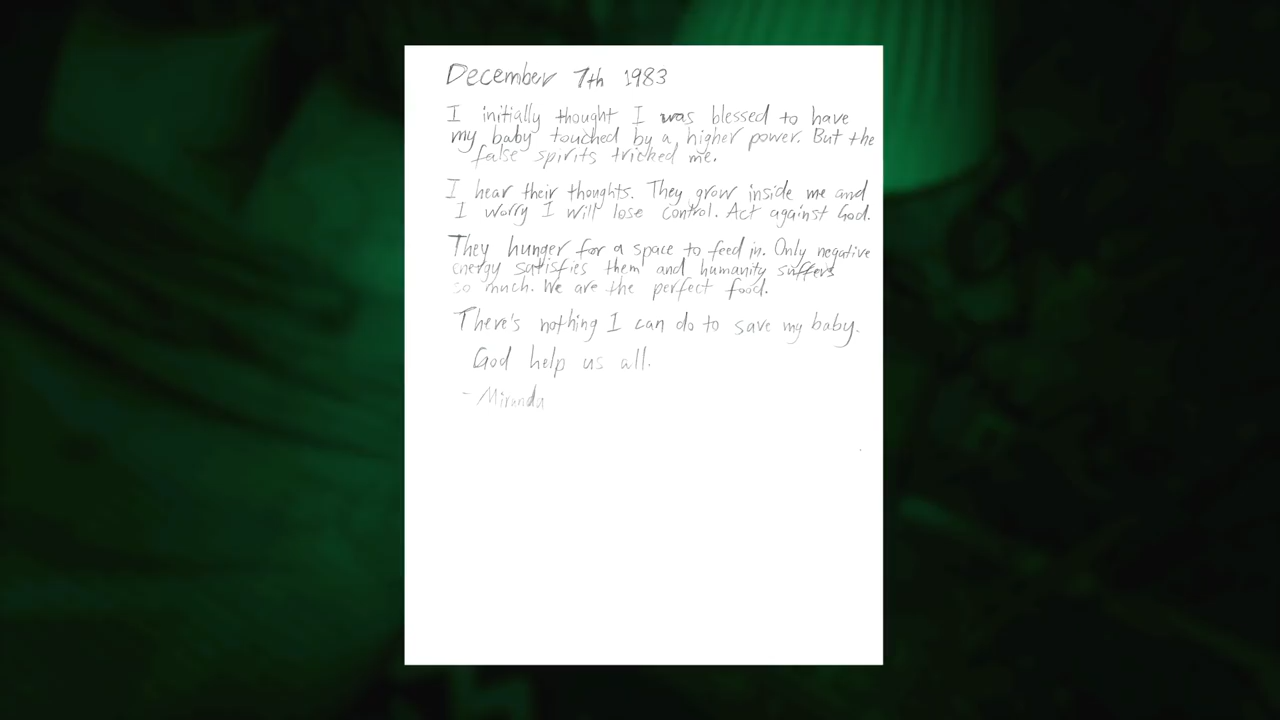 December 7th 1983
I initially thought I was blessed to have
my baby touched by a higher power. But the
false spirits tricked me.
I hear their thoughts. They grow inside me and
I worry I will lose control. Act against God.
They hunger for a space to feed in. Only negative
energy satisfies them and humanity suffers
so much. We are the perfect food.
There's nothing I can do to save my baby.
God help us all.
- Miranda